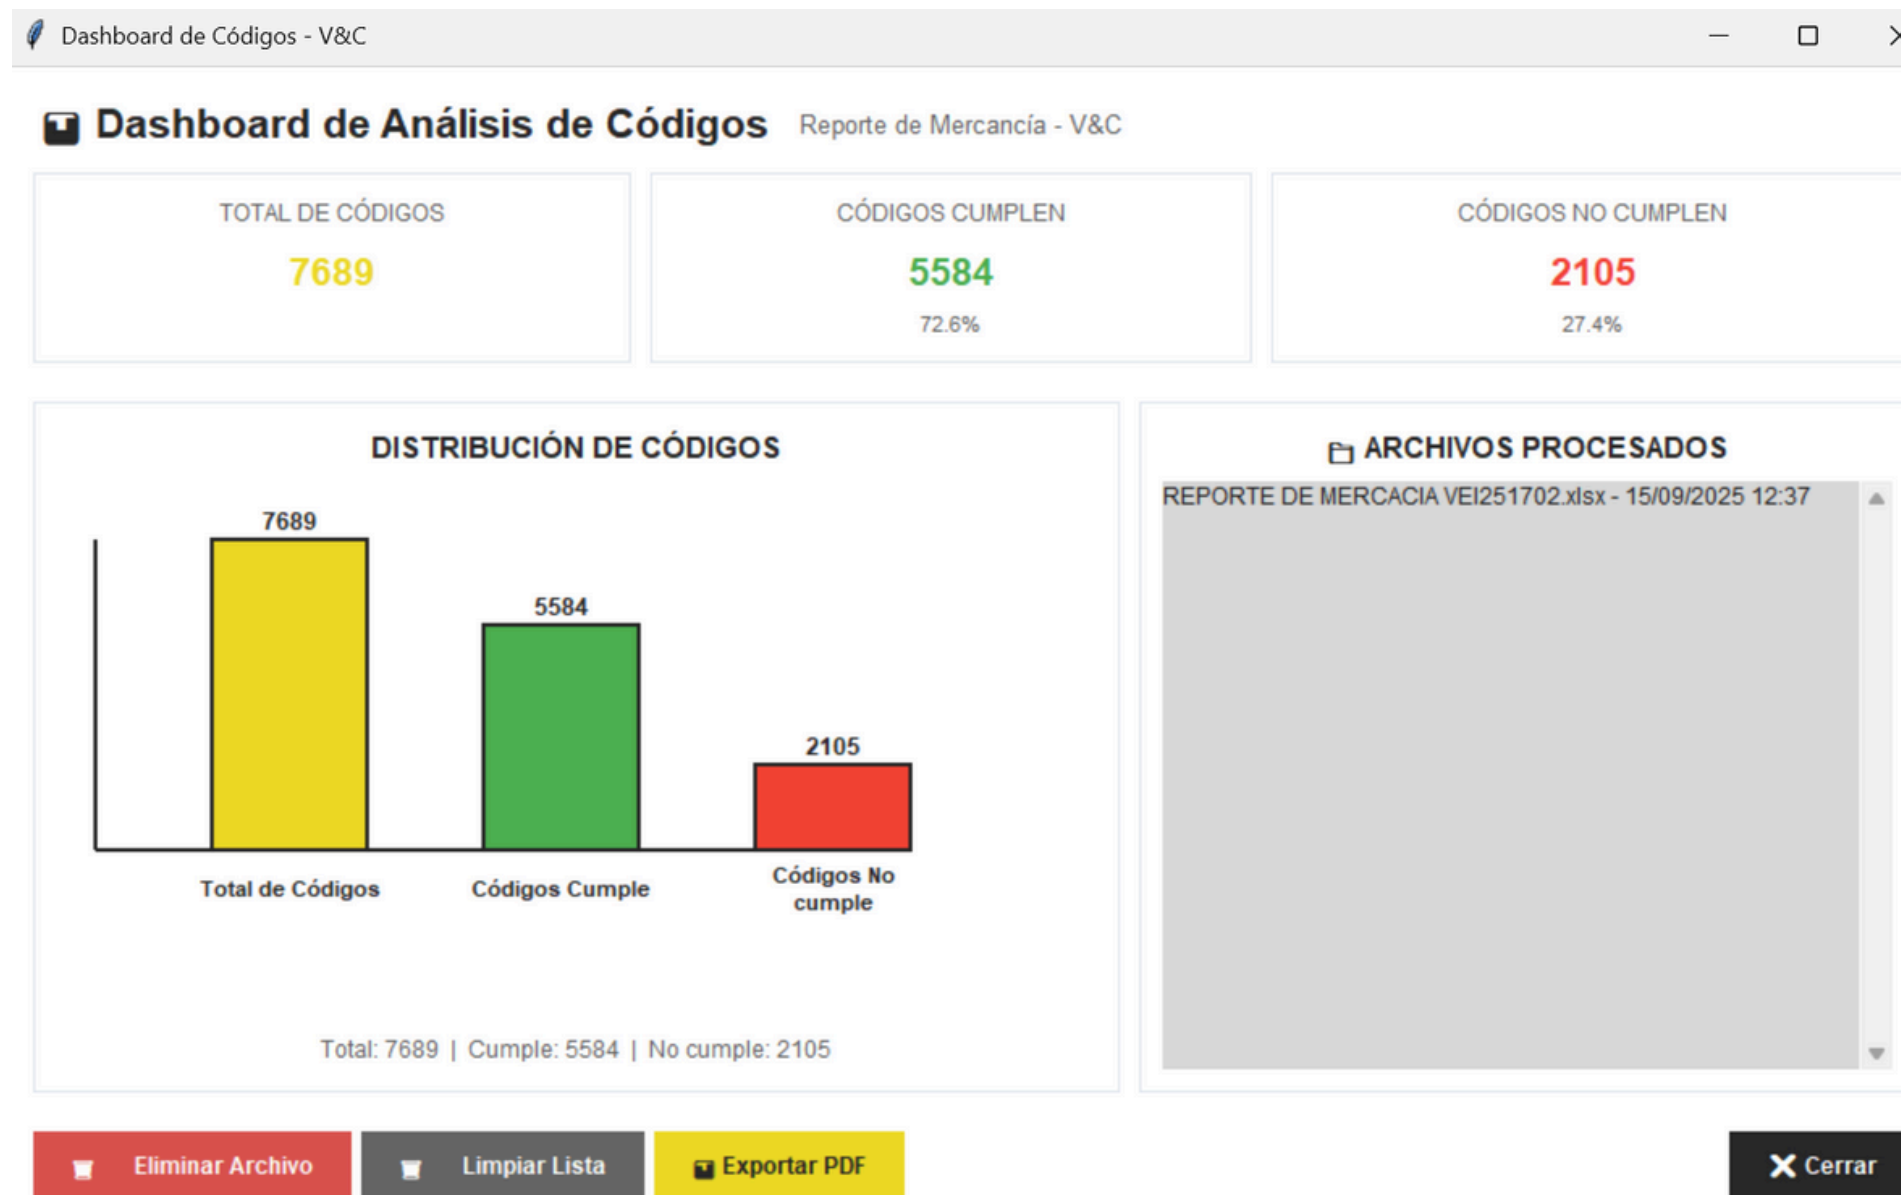 Dashboard de Códigos - V&C
Dashboard de Análisis de Códigos
Reporte de Mercancía - V&C
TOTAL DE CÓDIGOS
7689
CÓDIGOS CUMPLEN
5584
72.6%
CÓDIGOS NO CUMPLEN
2105
27.4%
DISTRIBUCIÓN DE CÓDIGOS
7689
5584
2105
Total de Códigos
Códigos Cumple
Códigos No
cumple
Total: 7689 | Cumple: 5584 | No cumple: 2105
ARCHIVOS PROCESADOS
REPORTE DE MERCACIA VEI251702.xlsx - 15/09/2025 12:37
Eliminar Archivo
Limpiar Lista
Exportar PDF
Cerrar